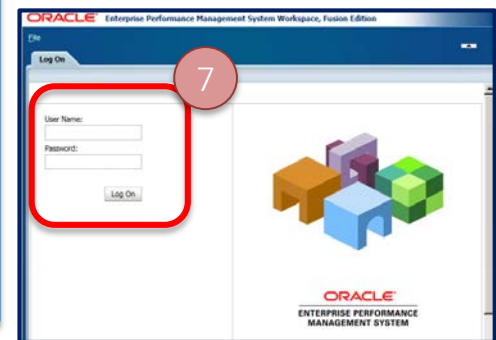 ORACLE® Enterprise Performance Management System Workspace, Fusion Edition
File
Log On
7
User Name:
Password:
Log On
ORACLE®
ENTERPRISE PERFORMANCE
MANAGEMENT SYSTEM